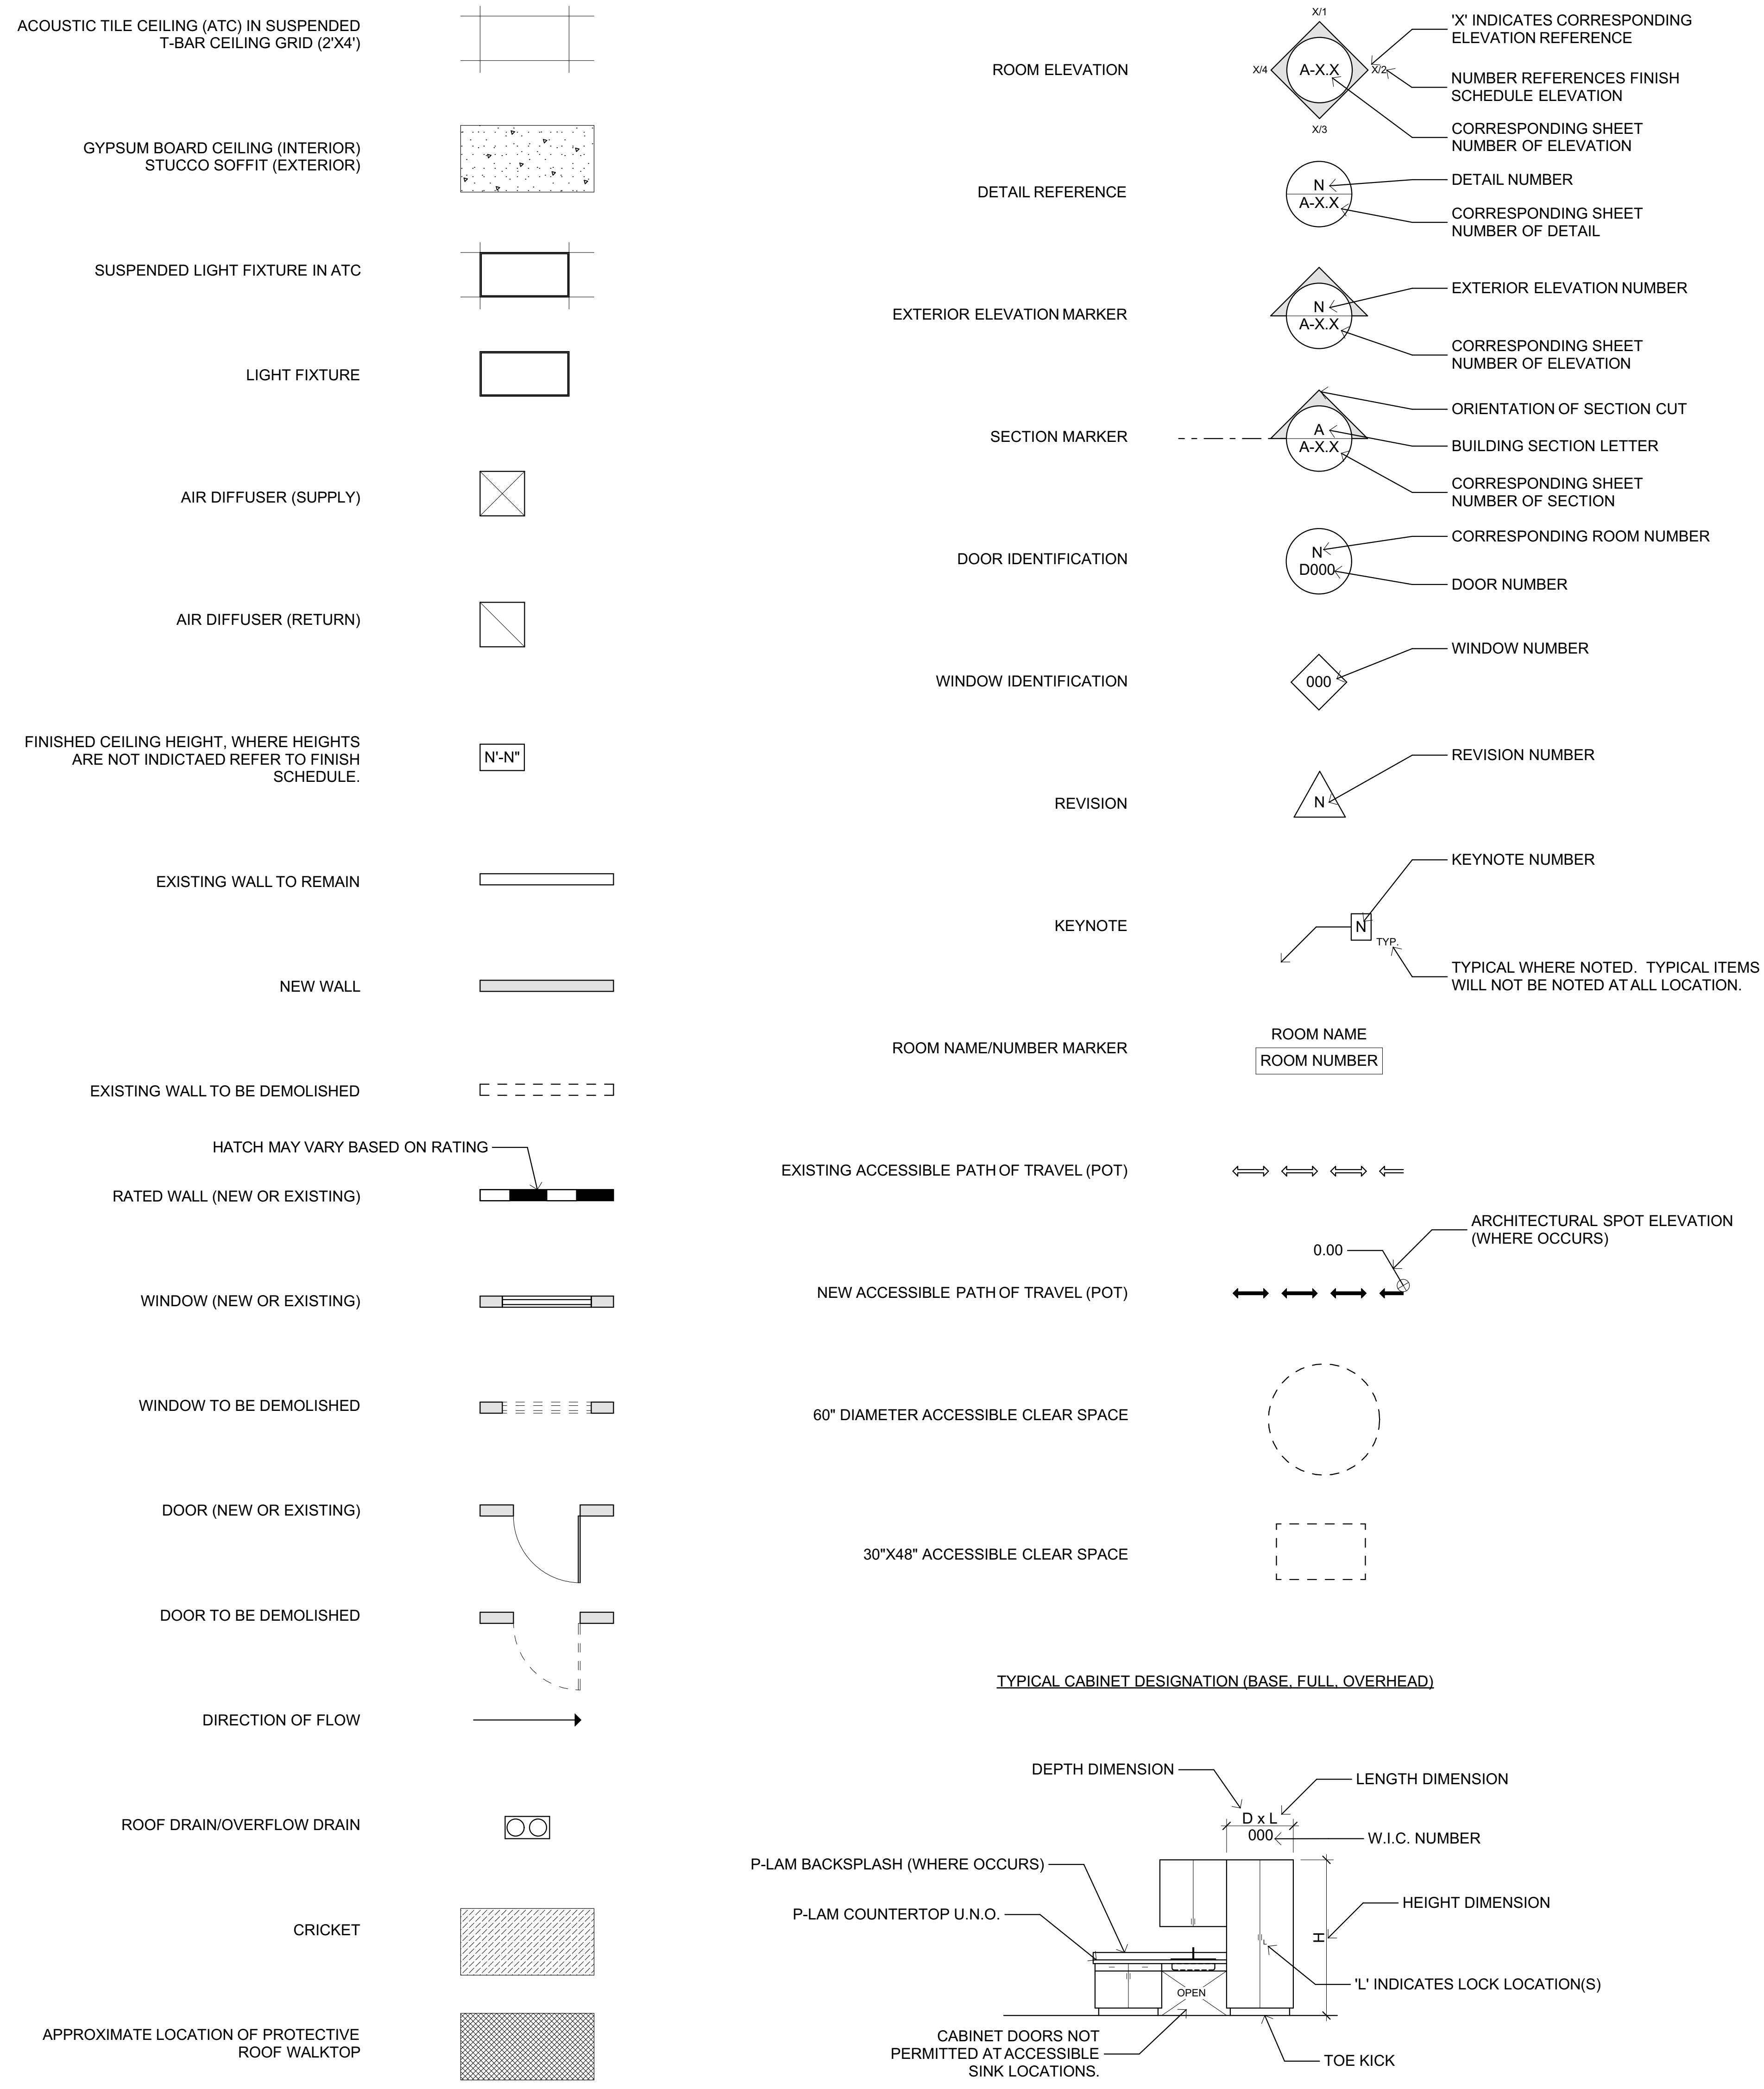 ACOUSTIC TILE CEILING (ATC) IN SUSPENDED
T-BAR CEILING GRID (2'X4')
GYPSUM BOARD CEILING (INTERIOR)
STUCCO SOFFIT (EXTERIOR)
SUSPENDED LIGHT FIXTURE IN ATC
LIGHT FIXTURE
AIR DIFFUSER (SUPPLY)
AIR DIFFUSER (RETURN)
FINISHED CEILING HEIGHT, WHERE HEIGHTS
ARE NOT INDICTAED REFER TO FINISH
SCHEDULE.
N'-N"
EXISTING WALL TO REMAIN
NEW WALL
EXISTING WALL TO BE DEMOLISHED
HATCH MAY VARY BASED ON RATING
RATED WALL (NEW OR EXISTING)
WINDOW (NEW OR EXISTING)
WINDOW TO BE DEMOLISHED
DOOR (NEW OR EXISTING)
DOOR TO BE DEMOLISHED
DIRECTION OF FLOW
ROOF DRAIN/OVERFLOW DRAIN
CRICKET
APPROXIMATE LOCATION OF PROTECTIVE
ROOF WALKTOP
ROOM ELEVATION
X/1
X/4
A-X.X
X/2
X/3
'X' INDICATES CORRESPONDING
ELEVATION REFERENCE
NUMBER REFERENCES FINISH
SCHEDULE ELEVATION
CORRESPONDING SHEET
NUMBER OF ELEVATION
DETAIL REFERENCE
N
A-X.X
DETAIL NUMBER
CORRESPONDING SHEET
NUMBER OF DETAIL
EXTERIOR ELEVATION MARKER
N
A-X.X
EXTERIOR ELEVATION NUMBER
CORRESPONDING SHEET
NUMBER OF ELEVATION
SECTION MARKER
A
A-X.X
ORIENTATION OF SECTION CUT
BUILDING SECTION LETTER
CORRESPONDING SHEET
NUMBER OF SECTION
DOOR IDENTIFICATION
N
D000
CORRESPONDING ROOM NUMBER
DOOR NUMBER
WINDOW IDENTIFICATION
000
WINDOW NUMBER
REVISION
N
REVISION NUMBER
KEYNOTE
N
TYP.
KEYNOTE NUMBER
TYPICAL WHERE NOTED. TYPICAL ITEMS
WILL NOT BE NOTED AT ALL LOCATION.
ROOM NAME/NUMBER MARKER
ROOM NAME
ROOM NUMBER
EXISTING ACCESSIBLE PATH OF TRAVEL (POT)
NEW ACCESSIBLE PATH OF TRAVEL (POT)
0.00
ARCHITECTURAL SPOT ELEVATION
(WHERE OCCURS)
60" DIAMETER ACCESSIBLE CLEAR SPACE
30"X48" ACCESSIBLE CLEAR SPACE
TYPICAL CABINET DESIGNATION (BASE, FULL, OVERHEAD)
DEPTH DIMENSION
LENGTH DIMENSION
D x L
000
W.I.C. NUMBER
P-LAM BACKSPLASH (WHERE OCCURS)
P-LAM COUNTERTOP U.N.O.
HEIGHT DIMENSION
H
L
'L' INDICATES LOCK LOCATION(S)
OPEN
CABINET DOORS NOT
PERMITTED AT ACCESSIBLE
SINK LOCATIONS.
TOE KICK